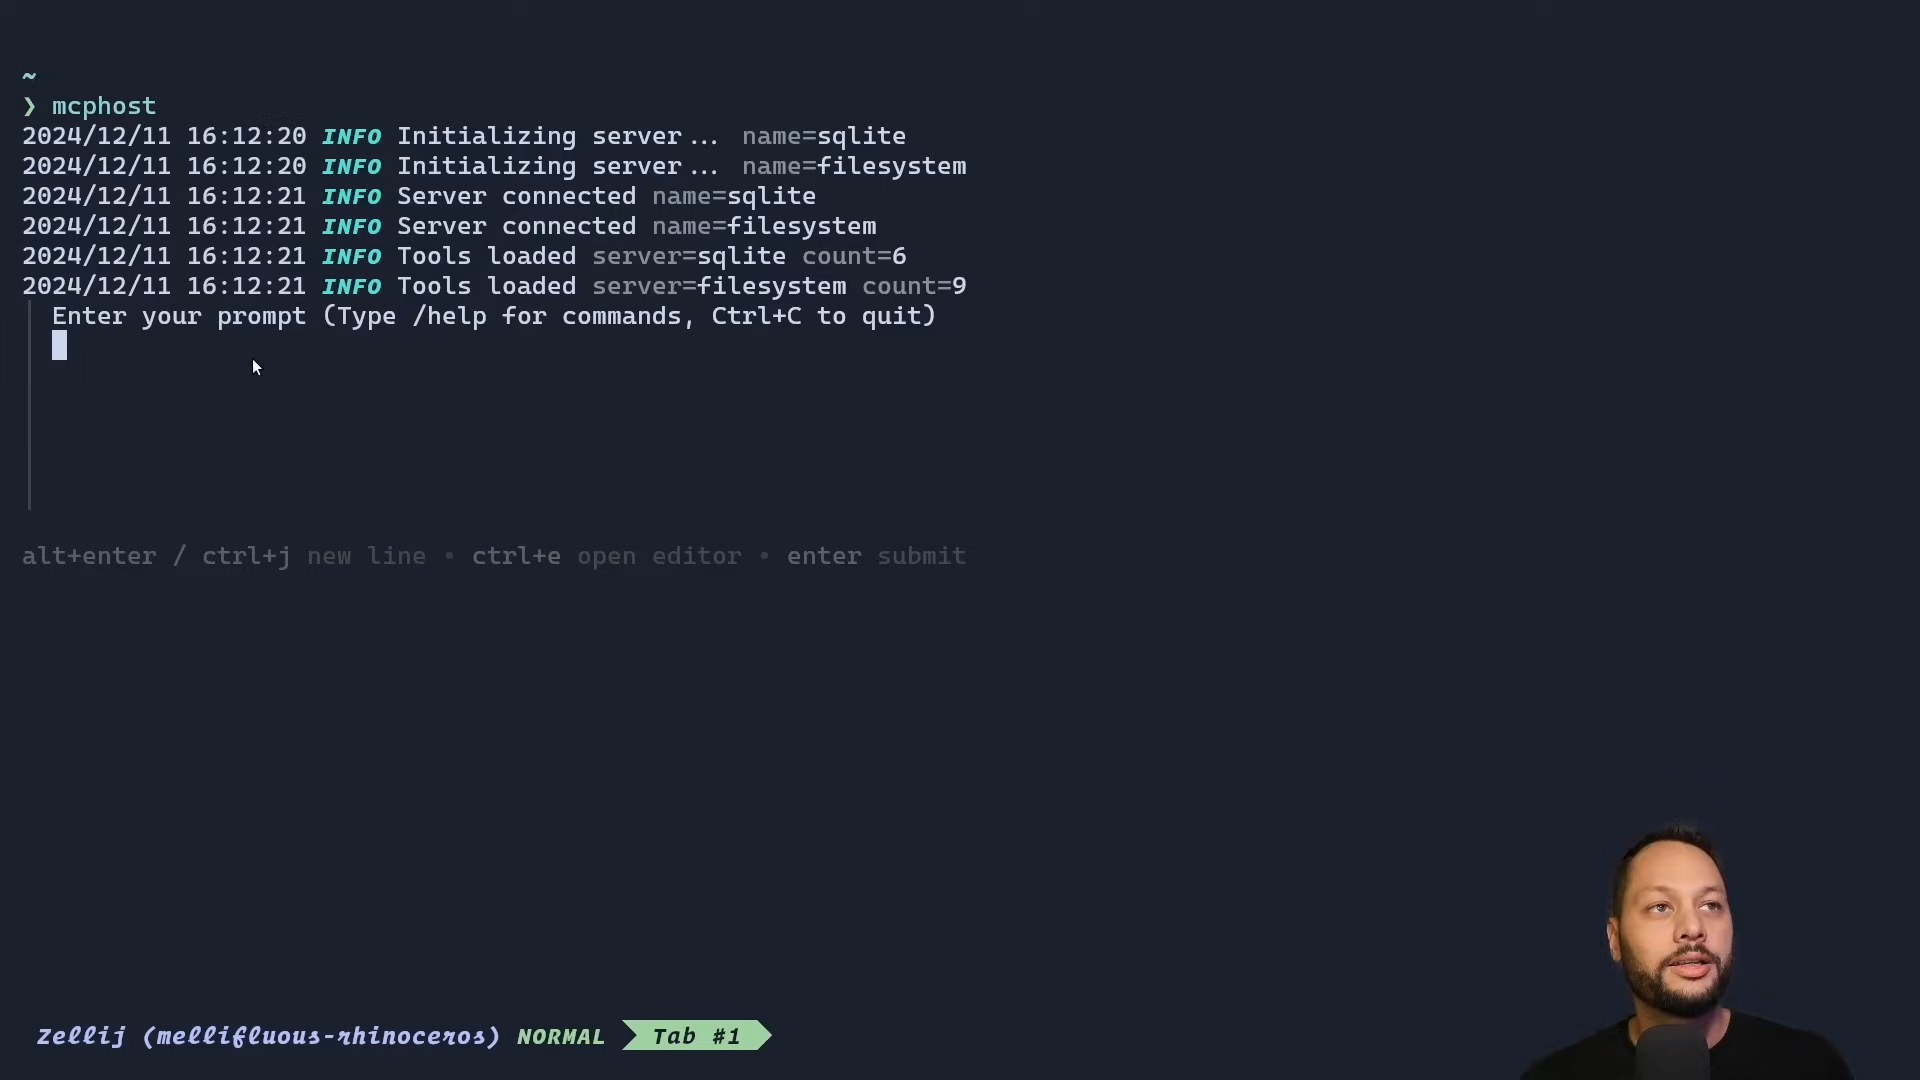 ~
❯ mcphost
2024/12/11 16:12:20 INFO Initializing server... name=sqlite
2024/12/11 16:12:20 INFO Initializing server... name=filesystem
2024/12/11 16:12:21 INFO Server connected name=sqlite
2024/12/11 16:12:21 INFO Server connected name=filesystem
2024/12/11 16:12:21 INFO Tools loaded server=sqlite count=6
2024/12/11 16:12:21 INFO Tools loaded server=filesystem count=9
Enter your prompt (Type /help for commands, Ctrl+C to quit)
alt+enter / ctrl+j new line • ctrl+e open editor • enter submit
Zellij (mellifluous-rhinoceros) NORMAL Tab #1